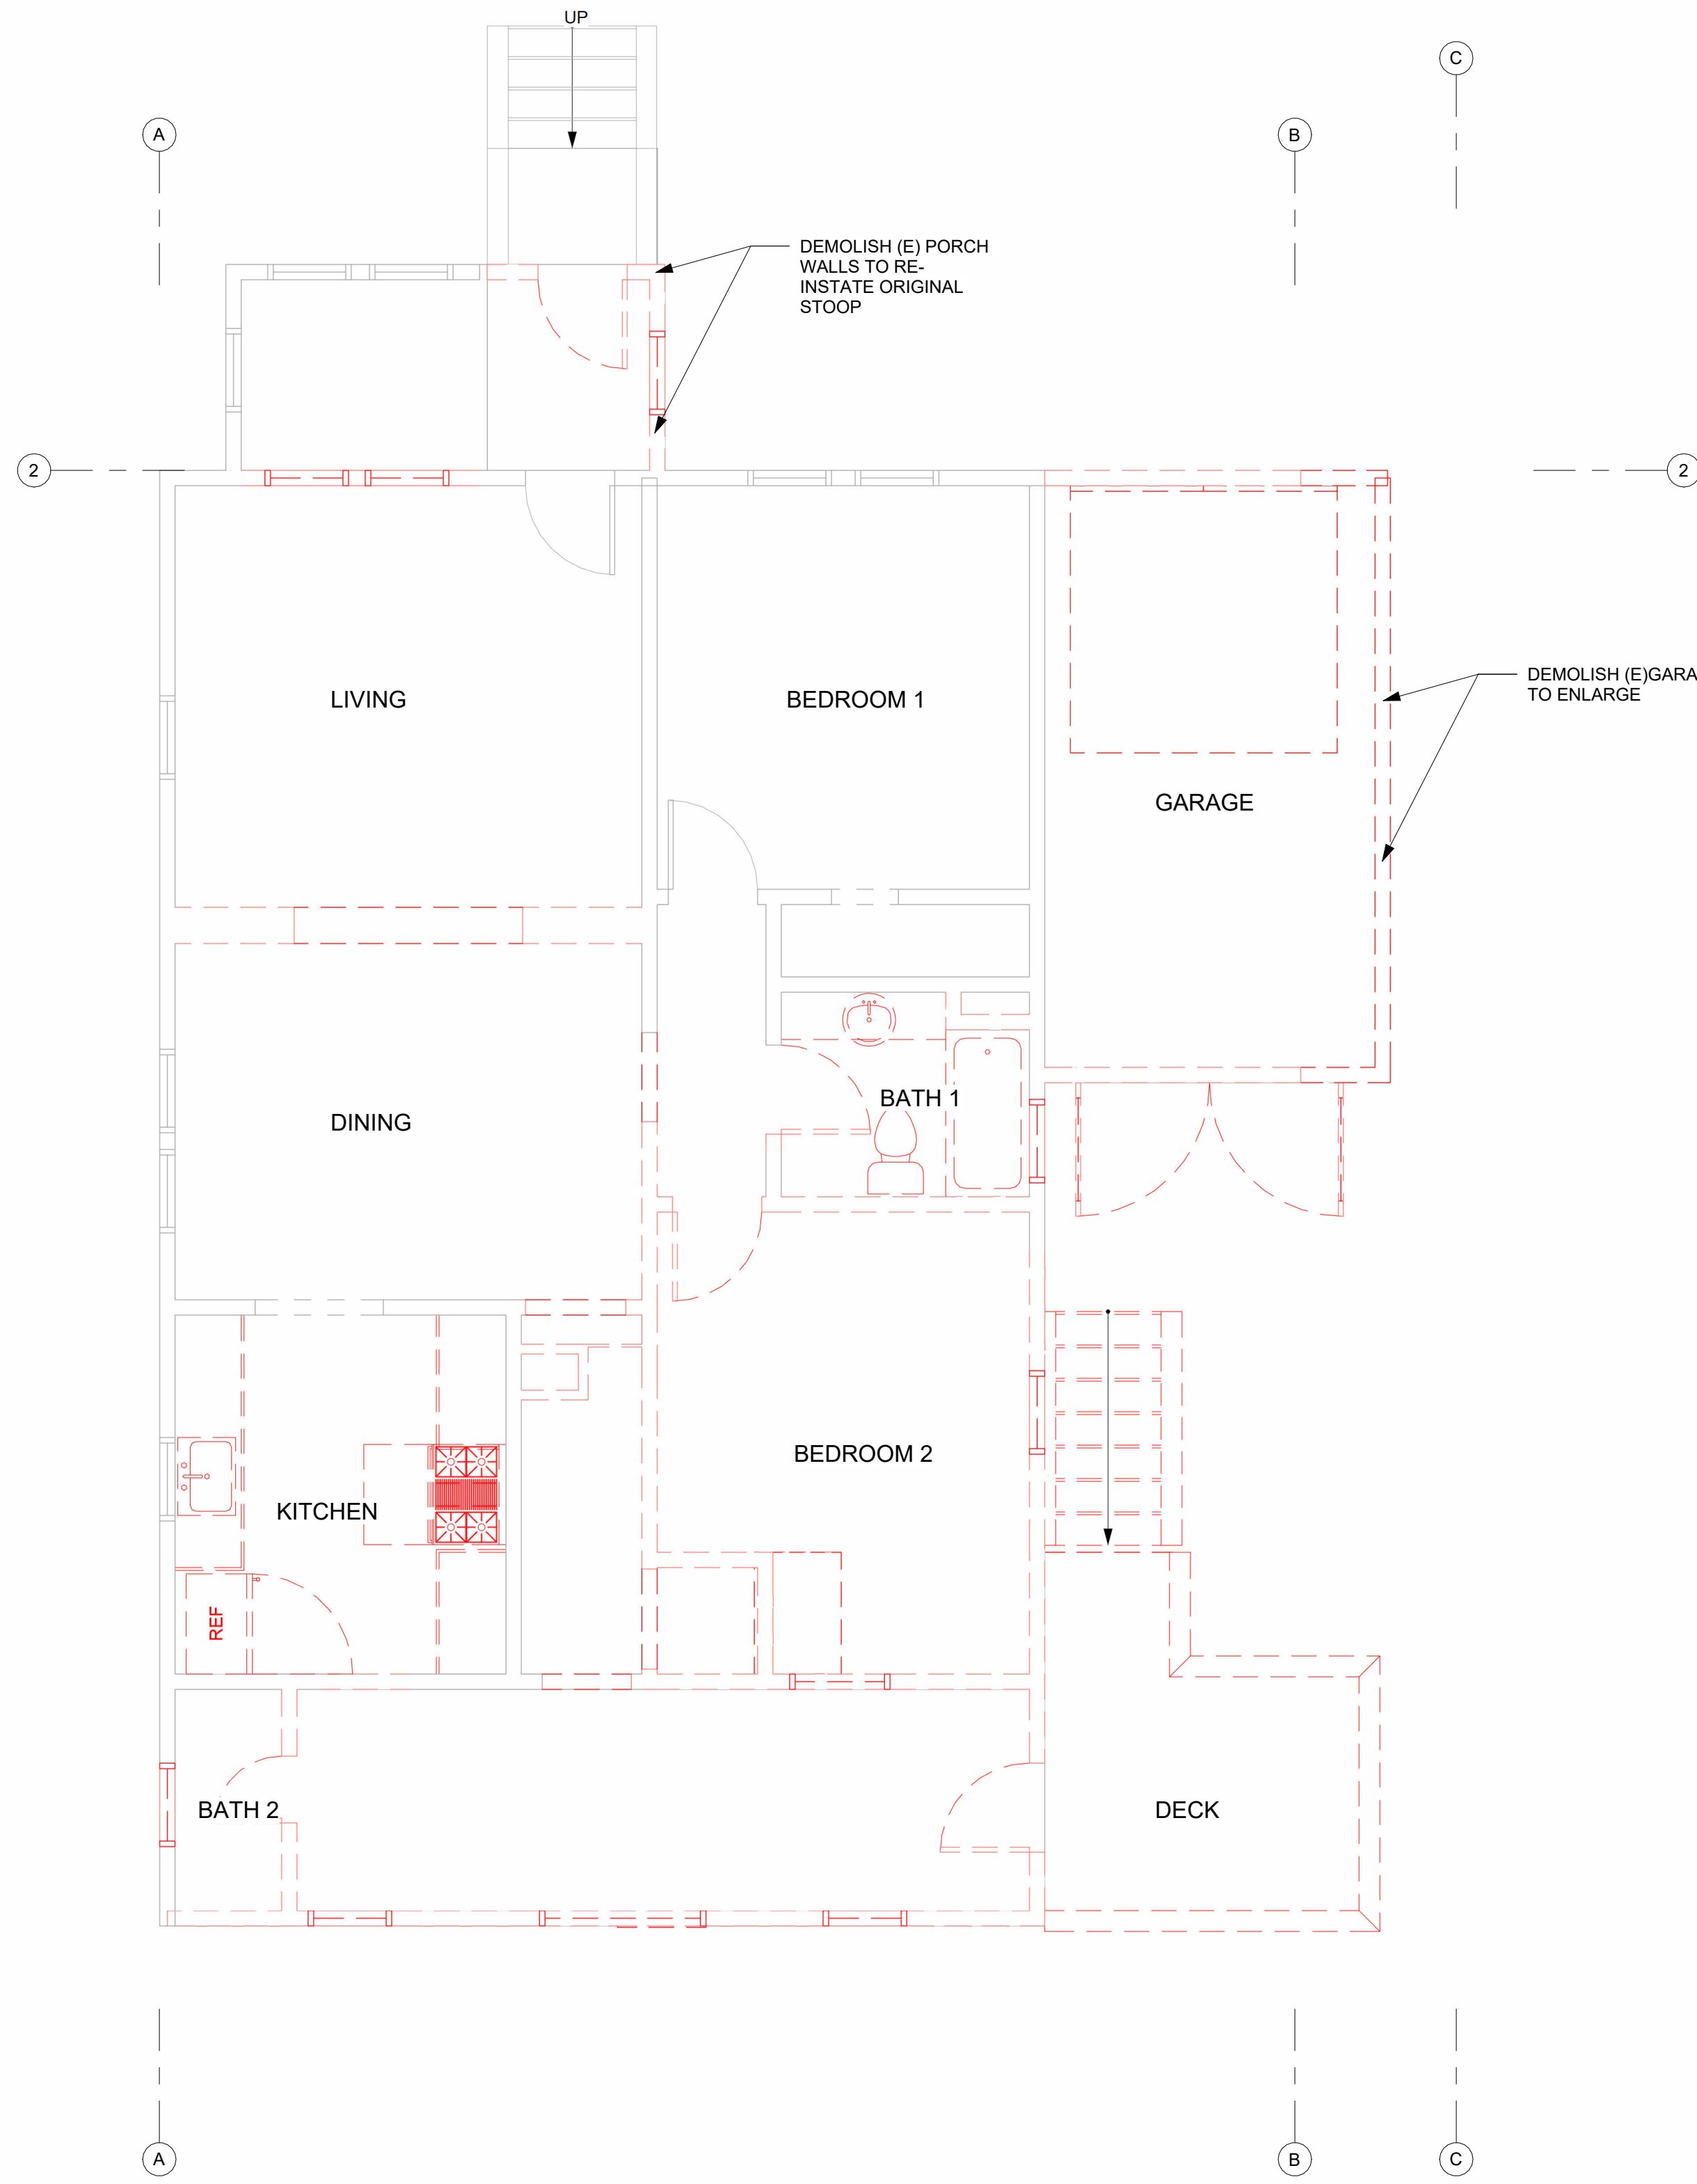 UP
C
A
B
DEMOLISH (E) PORCH
WALLS TO RE-
INSTATE ORIGINAL
STOOP
2
2
LIVING
BEDROOM 1
DEMOLISH (E)GARA
TO ENLARGE
GARAGE
BATH 1
DINING
BEDROOM 2
KITCHEN
REF
BATH 2
DECK
A
B
C